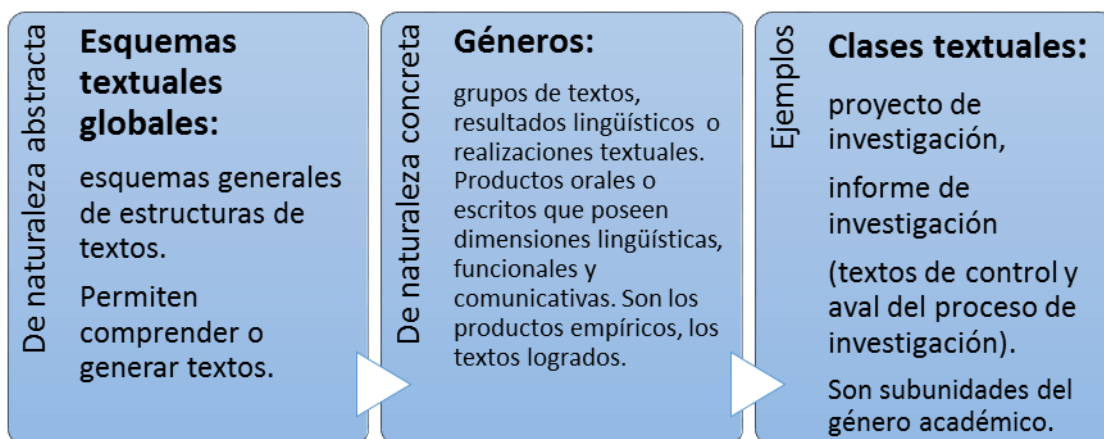 De naturaleza abstracta
Esquemas
textuales
globales:
esquemas generales
de estructuras de
textos.
Permiten
comprender o
generar textos.
De naturaleza concreta
Géneros:
grupos de textos,
resultados lingüísticos o
realizaciones textuales.
Productos orales o
escritos que poseen
dimensiones lingüísticas,
funcionales y
comunicativas. Son los
productos empíricos, los
textos logrados.
Ejemplos
Clases textuales:
proyecto de
investigación,
informe de
investigación
(textos de control y
aval del proceso de
investigación).
Son subunidades del
género académico.